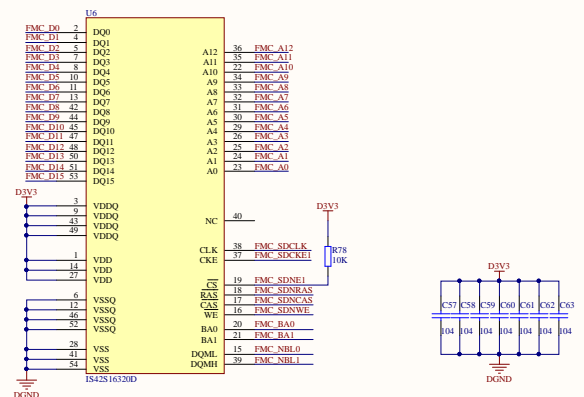 U6
FMC_D0 2 DQ0
FMC_D1 4 DQ1
FMC_D2 5 DQ2 A12 36 FMC_A12
FMC_D3 7 DQ3 A11 35 FMC_A11
FMC_D4 8 DQ4 A10 22 FMC_A10
FMC_D5 10 DQ5 A9 34 FMC_A9
FMC_D6 11 DQ6 A8 33 FMC_A8
FMC_D7 13 DQ7 A7 32 FMC_A7
FMC_D8 42 DQ8 A6 31 FMC_A6
FMC_D9 44 DQ9 A5 30 FMC_A5
FMC_D10 45 DQ10 A4 29 FMC_A4
FMC_D11 47 DQ11 A3 26 FMC_A3
FMC_D12 48 DQ12 A2 25 FMC_A2
FMC_D13 50 DQ13 A1 24 FMC_A1
FMC_D14 51 DQ14 A0 23 FMC_A0
FMC_D15 53 DQ15
D3V3
3 VDDQ
9 VDDQ
43 VDDQ
49 VDDQ
NC 40
D3V3
1 VDD
14 VDD
27 VDD
CLK 38 FMC_SDCLK
CKE 37 FMC_SDCKE1
R78
10K
CS 19 FMC_SDNE1
RAS 18 FMC_SDNRAS
CAS 17 FMC_SDNCAS
WE 16 FMC_SDNWE
6 VSSQ
12 VSSQ
46 VSSQ
52 VSSQ
BA0 20 FMC_BA0
BA1 21 FMC_BA1
28 VSS
41 VSS
54 VSS
DQML 15 FMC_NBL0
DQMH 39 FMC_NBL1
DGND
IS42S16320D
D3V3
C57 C58 C59 C60 C61 C62 C63
104 104 104 104 104 104 104
DGND